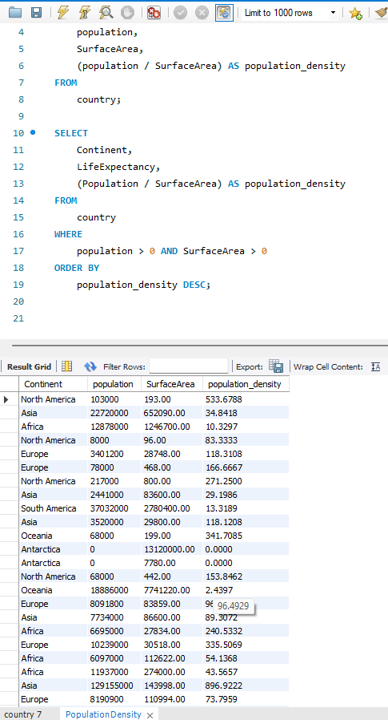 Limit to 1000 rows
4 population,
5 SurfaceArea,
6 (population / SurfaceArea) AS population_density
7 FROM
8 country;
9
10 SELECT
11 Continent,
12 LifeExpectancy,
13 (Population / SurfaceArea) AS population_density
14 FROM
15 country
16 WHERE
17 population > 0 AND SurfaceArea > 0
18 ORDER BY
19 population_density DESC;
20
21
Result Grid Filter Rows: Export: Wrap Cell Content:
Continent population SurfaceArea population_density
North America 103000 193.00 533.6788
Asia 22720000 652090.00 34.8418
Africa 12878000 1246700.00 10.3297
North America 8000 96.00 83.3333
Europe 3401200 28748.00 118.3108
Europe 78000 468.00 166.6667
North America 217000 800.00 271.2500
Asia 2441000 83600.00 29.1986
South America 37032000 2780400.00 13.3189
Asia 3520000 29800.00 118.1208
Oceania 68000 199.00 341.7085
Antarctica 0 13120000.00 0.0000
Antarctica 0 7780.00 0.0000
North America 68000 442.00 153.8462
Oceania 18886000 7741220.00 2.4397
Europe 8091800 83859.00 96.4929
Asia 7734000 86600.00 89.3072
Africa 6695000 27834.00 240.5332
Europe 10239000 30518.00 335.5069
Africa 6097000 112622.00 54.1368
Africa 11937000 274000.00 43.5657
Asia 129155000 143998.00 896.9222
Europe 8190900 110994.00 73.7959
country 7 PopulationDensity